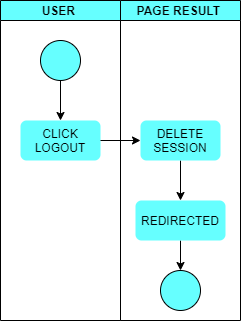 USER
PAGE RESULT
CLICK
LOGOUT
DELETE
SESSION
REDIRECTED